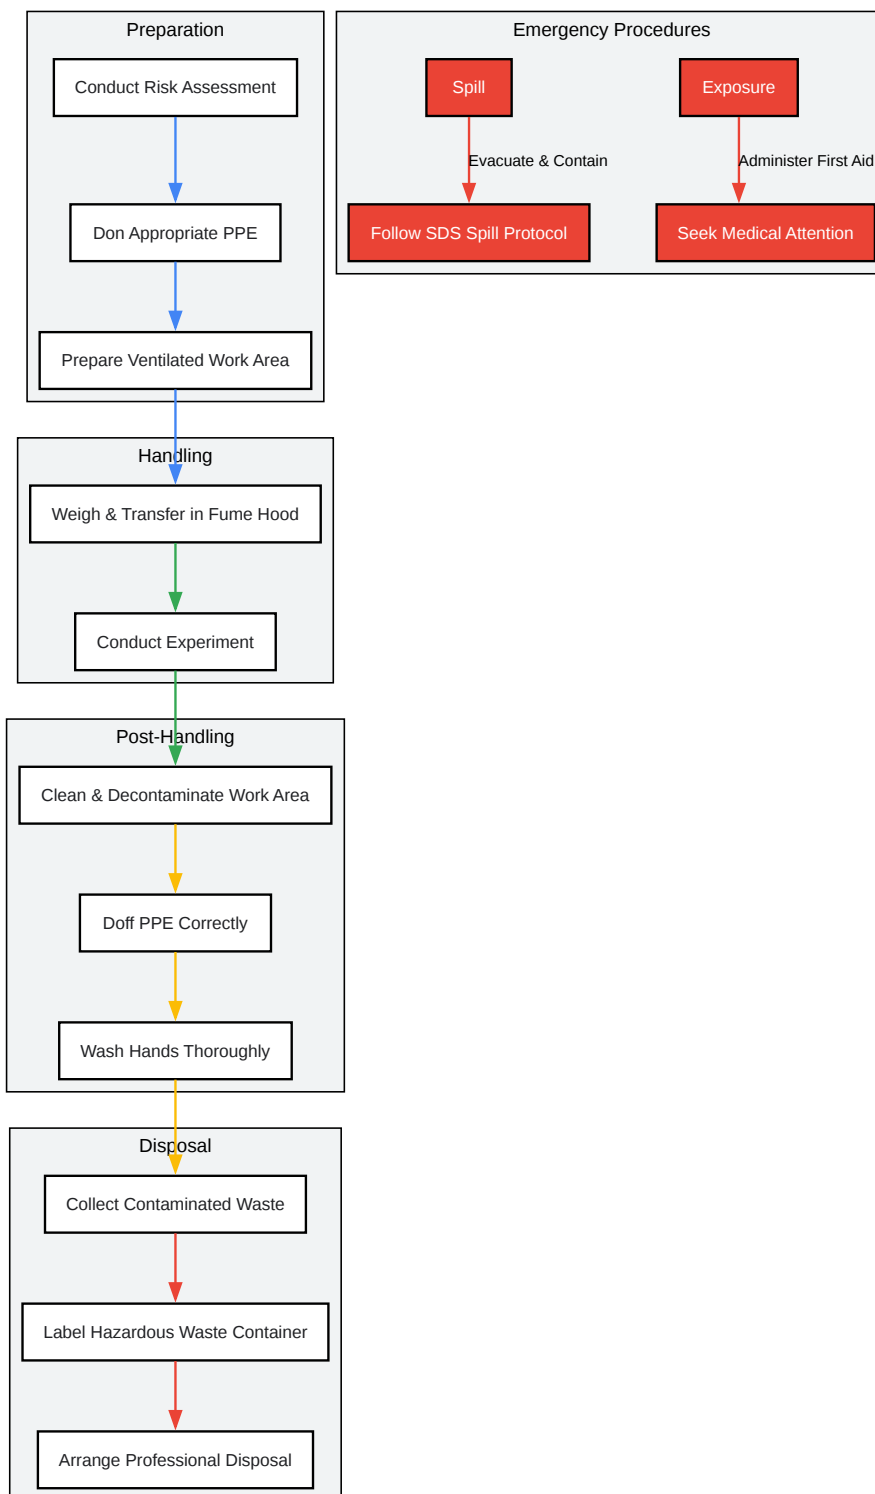 Preparation
Conduct Risk Assessment
Don Appropriate PPE
Prepare Ventilated Work Area
Handling
Weigh & Transfer in Fume Hood
Conduct Experiment
Post-Handling
Clean & Decontaminate Work Area
Doff PPE Correctly
Wash Hands Thoroughly
Disposal
Collect Contaminated Waste
Label Hazardous Waste Container
Arrange Professional Disposal
Emergency Procedures
Spill
Evacuate & Contain
Follow SDS Spill Protocol
Exposure
Administer First Aid
Seek Medical Attention